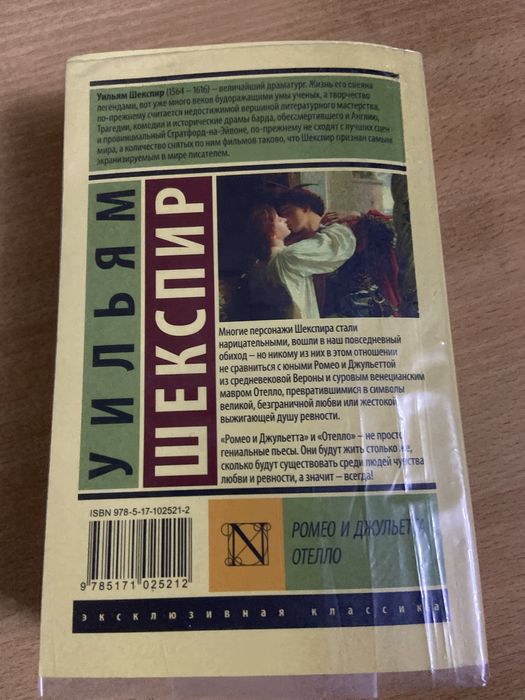 Уильям Шекспир (1564 – 1616) – величайший драматург. Жизнь его овеяна
легендами, вот уже много веков будоражащими умы ученых, а творчество
по-прежнему считается недостижимой вершиной литературного мастерства.
Трагедии, комедии и исторические драмы барда, обессмертившего и Англию,
и провинциальный Стратфорд-на-Эйвоне, по-прежнему не сходят с лучших сцен
мира, а количество снятых по ним фильмов таково, что Шекспир признан самым
экранизируемым в мире писателем.
УИЛЬЯМ
ШЕКСПИР
Многие персонажи Шекспира стали
нарицательными, вошли в наш повседневный
обиход – но никому из них в этом отношении
не сравниться с юными Ромео и Джульеттой
из средневековой Вероны и суровым венецианским
мавром Отелло, превратившимися в символы
великой, безграничной любви или жестокой,
выжигающей душу ревности.
«Ромео и Джульетта» и «Отелло» – не просто
гениальные пьесы. Они будут жить столько же,
сколько будут существовать среди людей чувства
любви и ревности, а значит – всегда!
ISBN 978-5-17-102521-2
9 785171 025212
N
РОМЕО И ДЖУЛЬЕТТА
ОТЕЛЛО
эксклюзивная классика